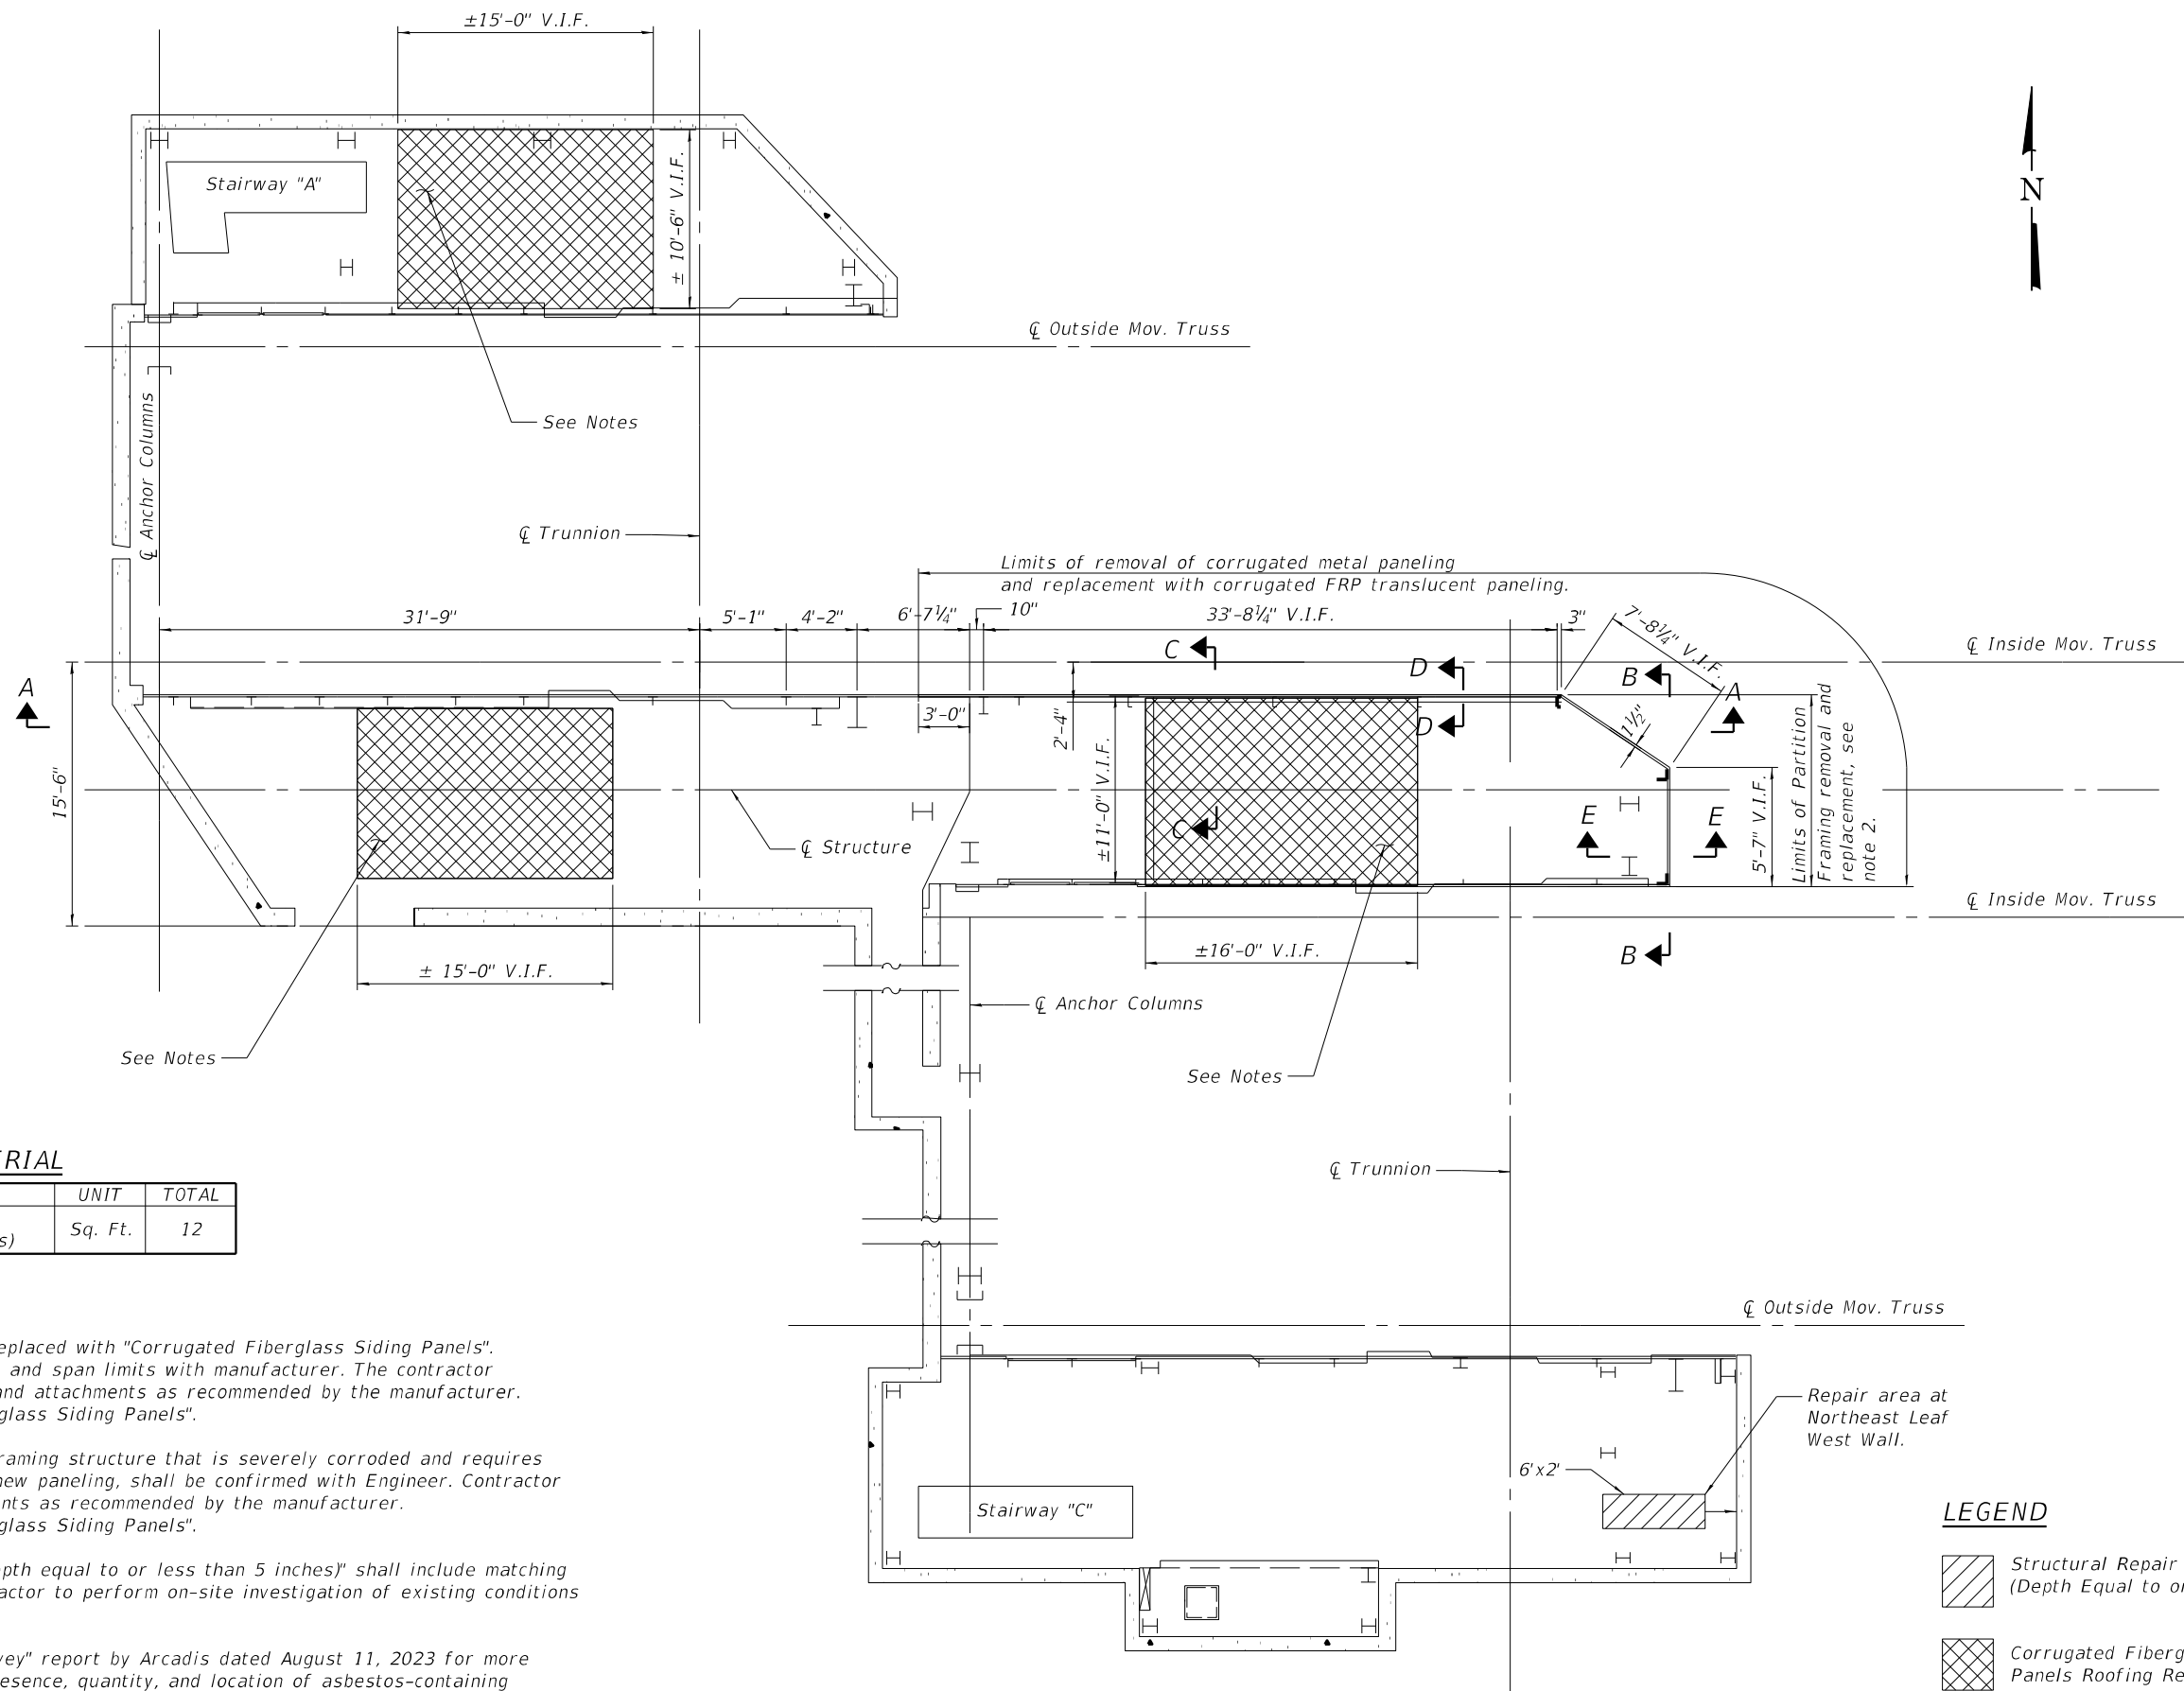 ±15'-0" V.I.F.
Stairway "A"
± 10'-6" V.I.F.
N
℄ Outside Mov. Truss
See Notes
℄ Anchor Columns
℄ Trunnion
Limits of removal of corrugated metal paneling
and replacement with corrugated FRP translucent paneling.
31'-9"
5'-1"
4'-2"
6'-7¼"
10"
33'-8¼" V.I.F.
3"
7'-8¼" V.I.F.
℄ Inside Mov. Truss
A
C
D
B
A
3'-0"
2'-4"
D
1½"
15'-6"
±11'-0" V.I.F.
C
E
E
5'-7" V.I.F.
Limits of Partition
Framing removal and
replacement, see
note 2.
℄ Structure
℄ Inside Mov. Truss
± 15'-0" V.I.F.
±16'-0" V.I.F.
B
℄ Anchor Columns
See Notes
See Notes
℄ Trunnion
ERIAL
UNIT
TOTAL
s)
Sq. Ft.
12
℄ Outside Mov. Truss
eplaced with "Corrugated Fiberglass Siding Panels".
and span limits with manufacturer. The contractor
and attachments as recommended by the manufacturer.
glass Siding Panels".
raming structure that is severely corroded and requires
new paneling, shall be confirmed with Engineer. Contractor
nts as recommended by the manufacturer.
glass Siding Panels".
pth equal to or less than 5 inches)" shall include matching
actor to perform on-site investigation of existing conditions
vey" report by Arcadis dated August 11, 2023 for more
esence, quantity, and location of asbestos-containing
Repair area at
Northeast Leaf
West Wall.
6'x2'
Stairway "C"
LEGEND
Structural Repair
(Depth Equal to or
Corrugated Fiberg
Panels Roofing Re